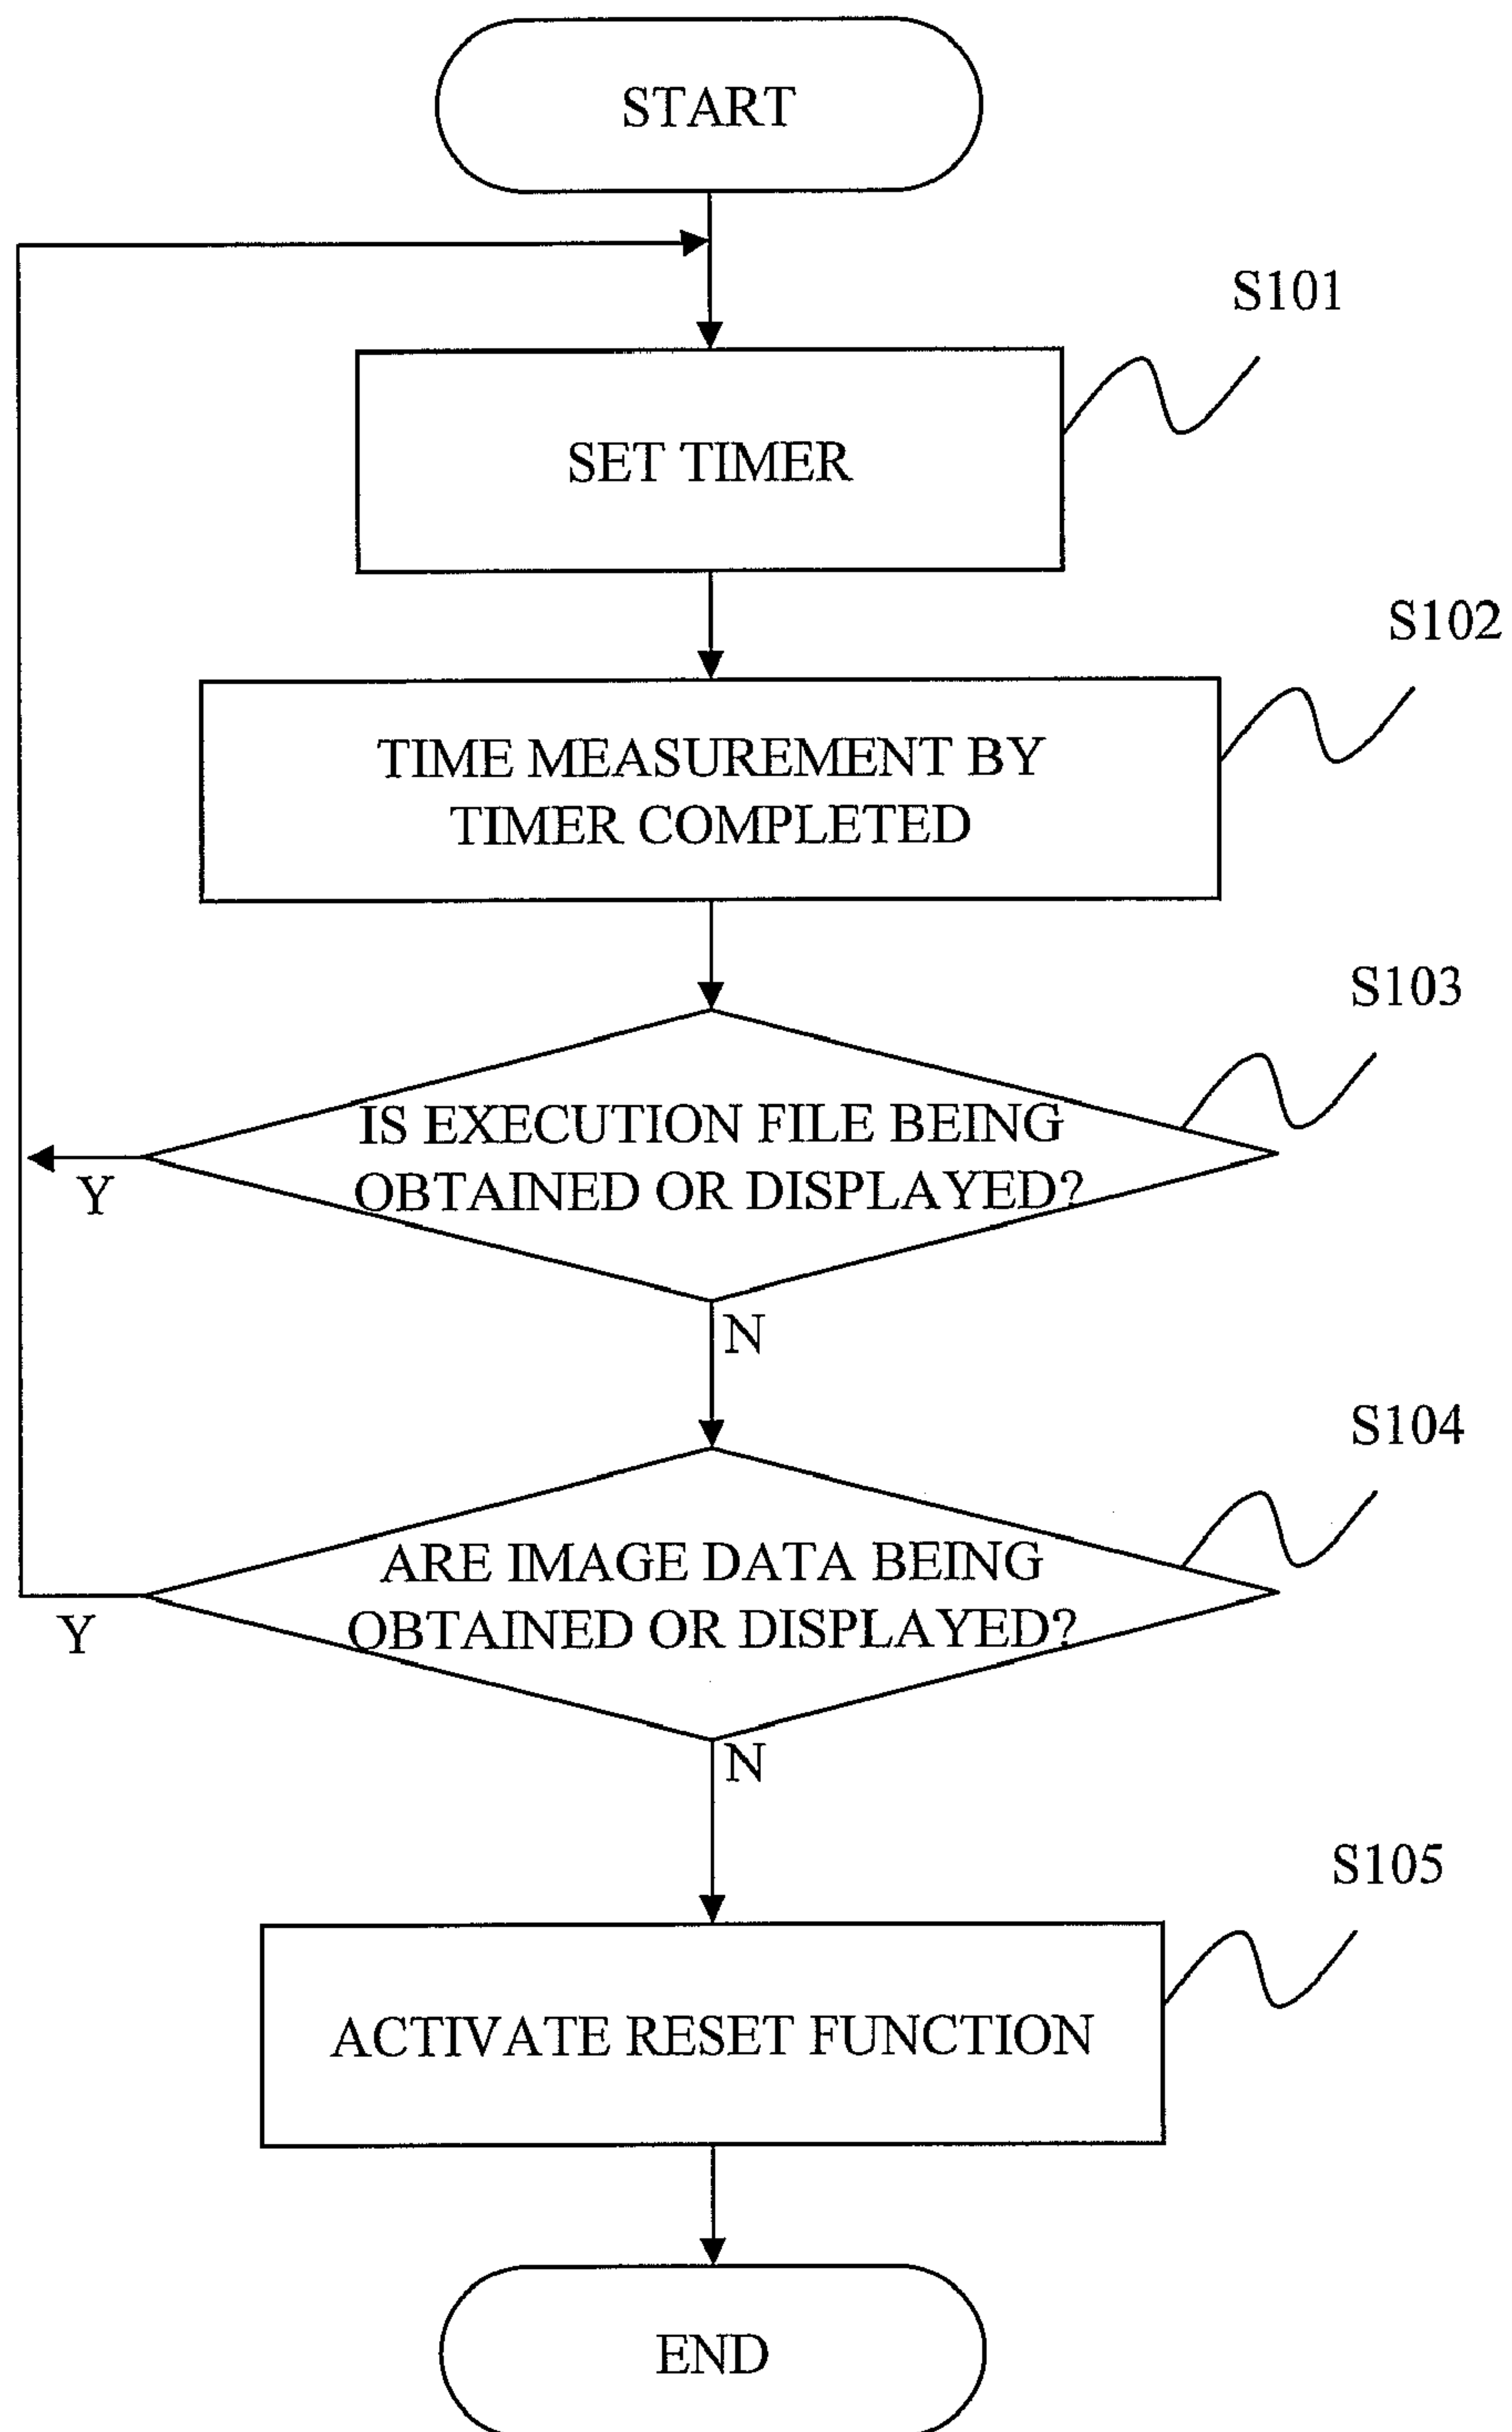 START
S101
SET TIMER
S102
TIME MEASUREMENT BY
TIMER COMPLETED
S103
IS EXECUTION FILE BEING
OBTAINED OR DISPLAYED?
Y
N
S104
ARE IMAGE DATA BEING
OBTAINED OR DISPLAYED?
Y
N
S105
ACTIVATE RESET FUNCTION
END